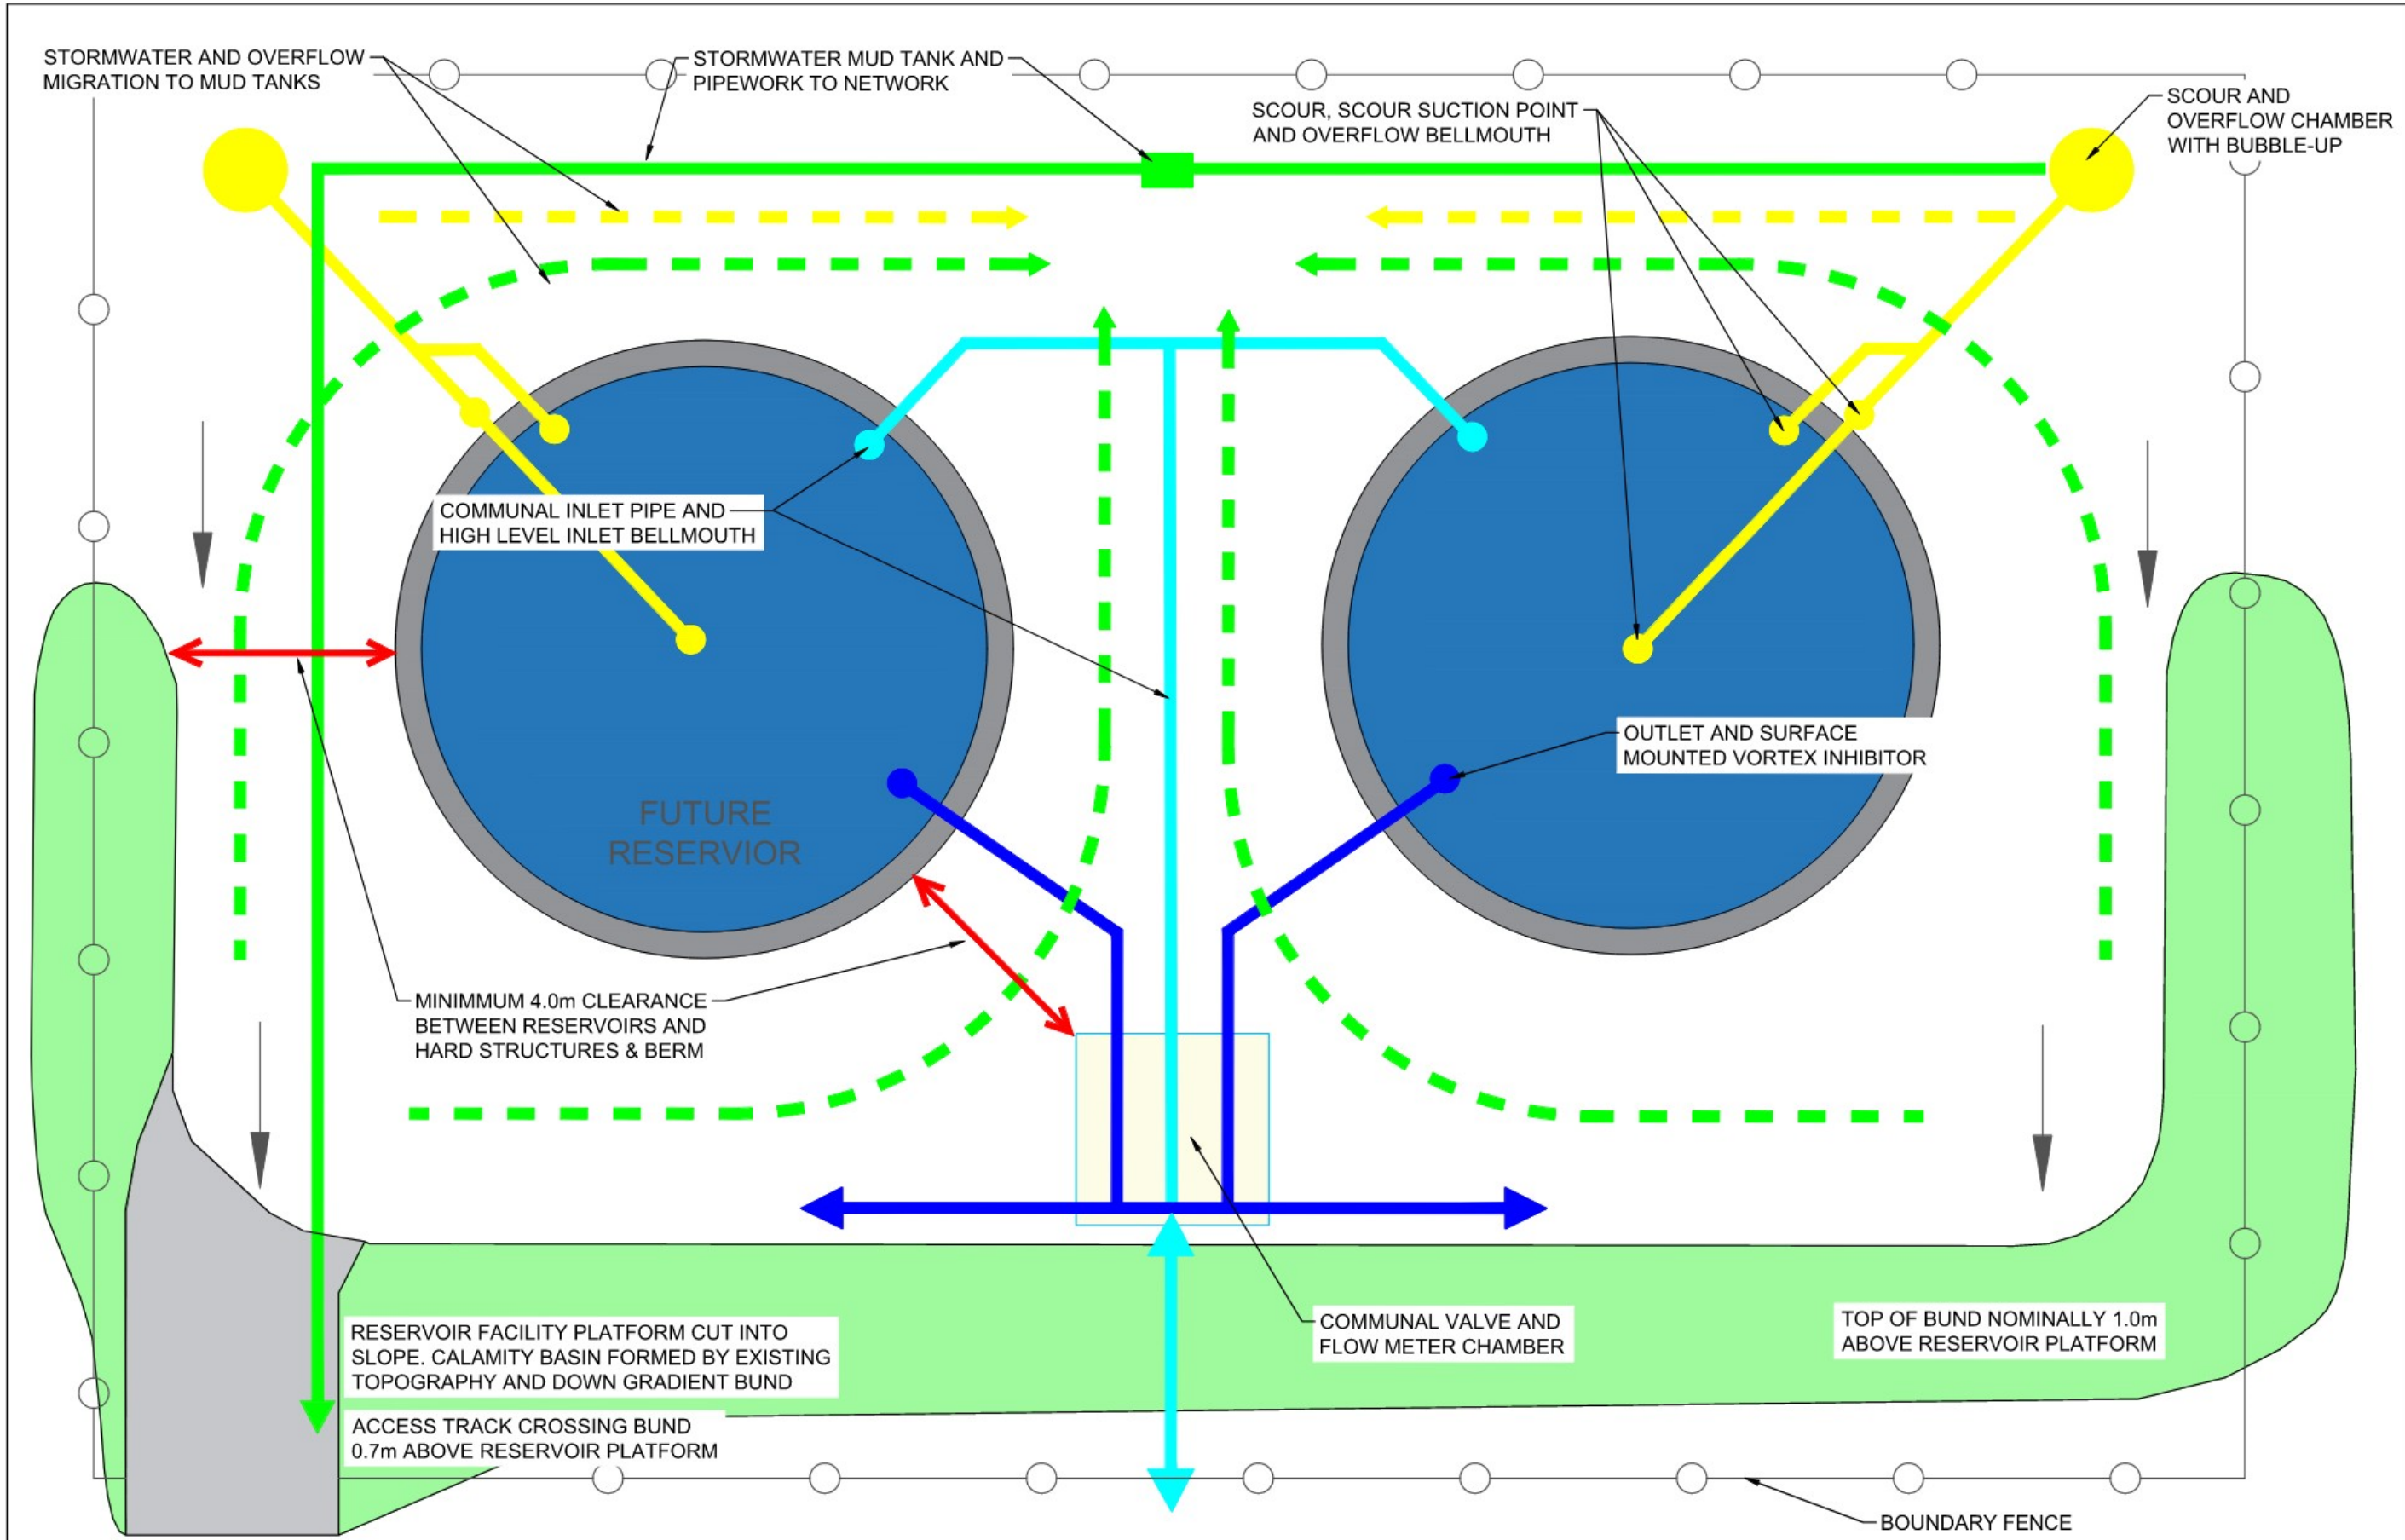 STORMWATER AND OVERFLOW
MIGRATION TO MUD TANKS
STORMWATER MUD TANK AND
PIPEWORK TO NETWORK
SCOUR, SCOUR SUCTION POINT
AND OVERFLOW BELLMOUTH
SCOUR AND
OVERFLOW CHAMBER
WITH BUBBLE-UP
COMMUNAL INLET PIPE AND
HIGH LEVEL INLET BELLMOUTH
OUTLET AND SURFACE
MOUNTED VORTEX INHIBITOR
FUTURE
RESERVIOR
MINIMMUM 4.0m CLEARANCE
BETWEEN RESERVOIRS AND
HARD STRUCTURES & BERM
RESERVOIR FACILITY PLATFORM CUT INTO
SLOPE. CALAMITY BASIN FORMED BY EXISTING
TOPOGRAPHY AND DOWN GRADIENT BUND
ACCESS TRACK CROSSING BUND
0.7m ABOVE RESERVOIR PLATFORM
COMMUNAL VALVE AND
FLOW METER CHAMBER
TOP OF BUND NOMINALLY 1.0m
ABOVE RESERVOIR PLATFORM
BOUNDARY FENCE